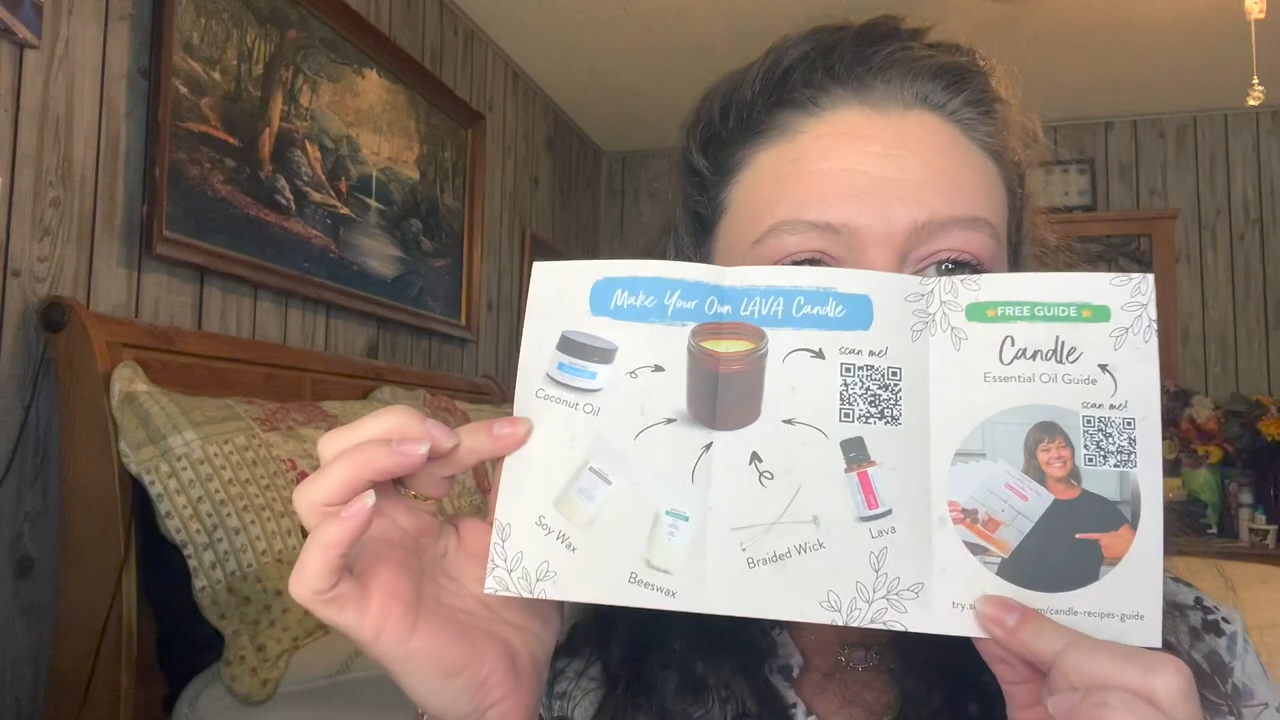 Make Your Own LAVA Candle
scan me!
Coconut Oil
Soy Wax
Beeswax
Braided Wick
Lava
FREE GUIDE
Candle
Essential Oil Guide
scan me!
/candle-recipes-guide